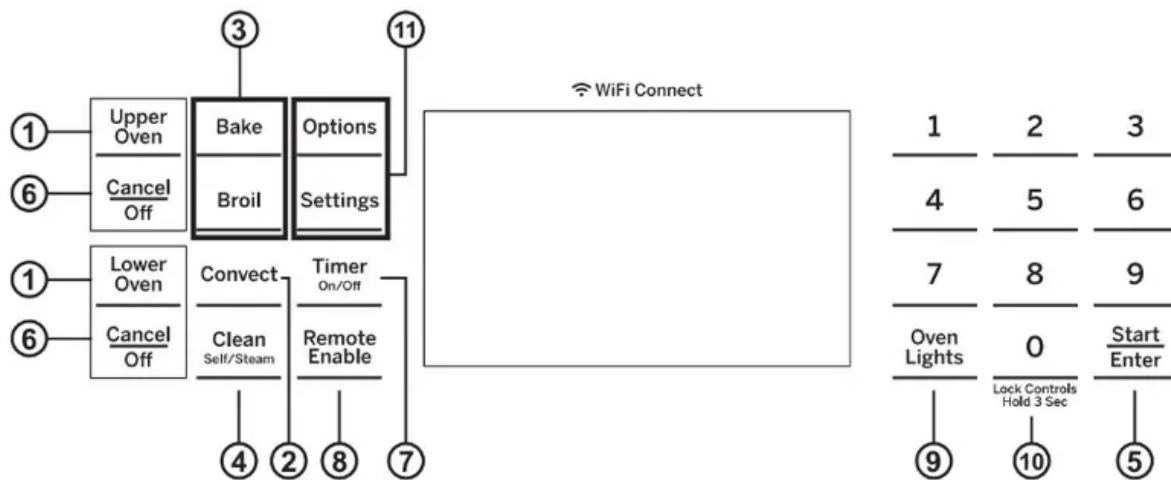 3
11
WiFi Connect
1
Upper
Oven
Bake
Options
1
2
3
6
Cancel
Off
Broil
Settings
4
5
6
1
Lower
Oven
Convect
Timer
On/Off
7
8
9
6
Cancel
Off
Clean
Self/Steam
Remote
Enable
Oven
Lights
0
Lock Controls
Hold 3 Sec
Start
Enter
4
2
8
7
9
10
5